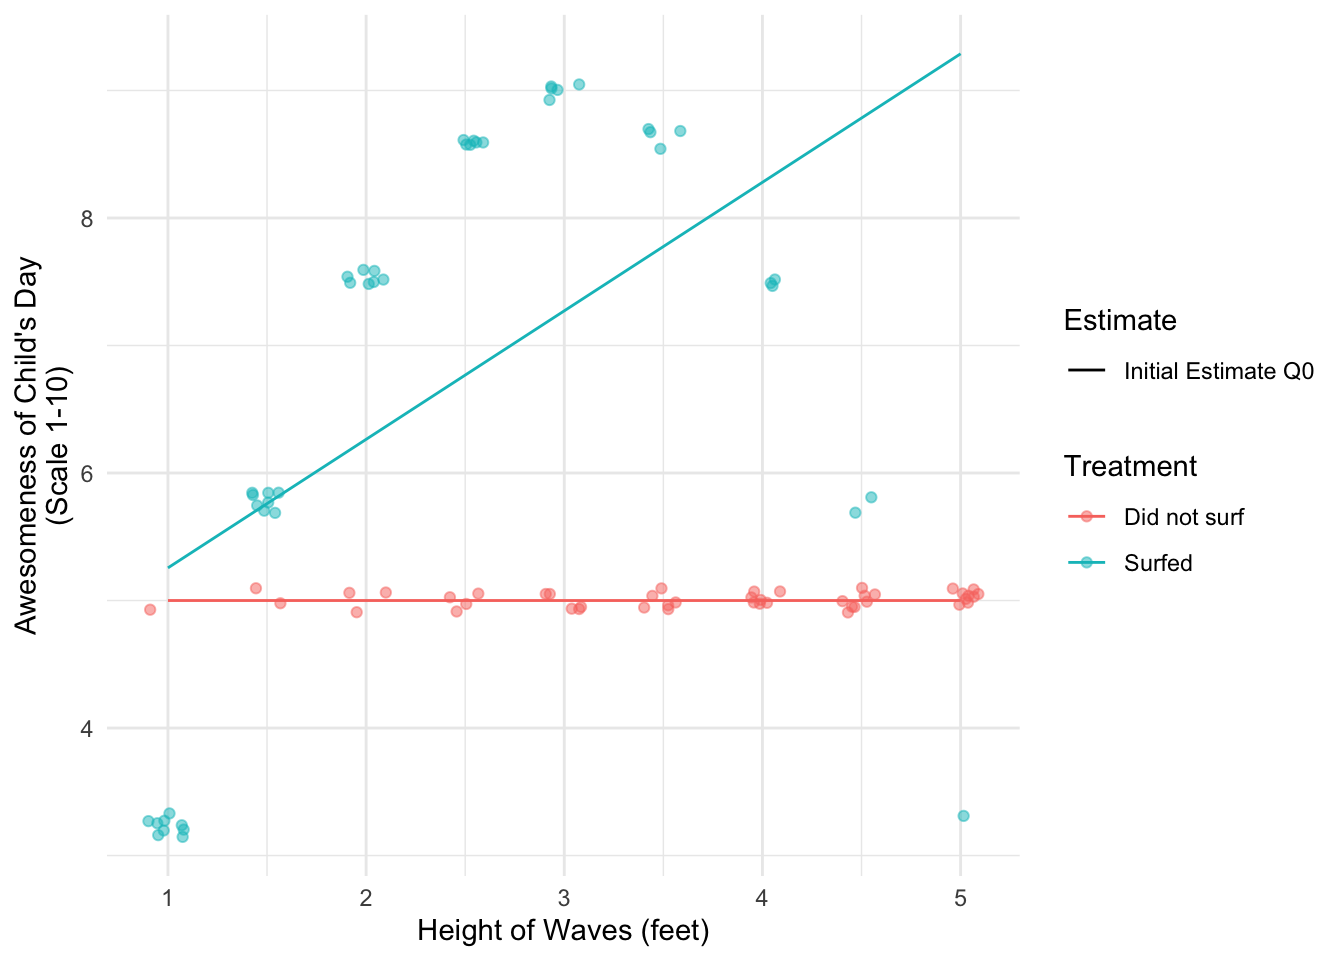 Awesomeness of Child's Day
(Scale 1-10)
8
6
4
1 2 3 4 5
Height of Waves (feet)
Estimate
Initial Estimate Q0
Treatment
Did not surf
Surfed